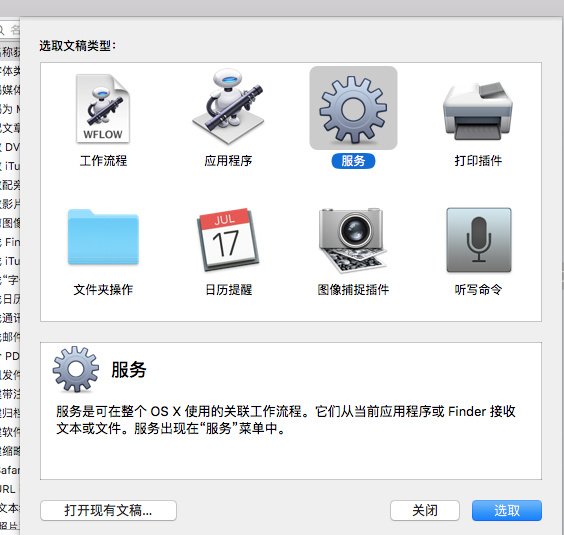 选取文稿类型：
WFLOW
工作流程
应用程序
服务
打印插件
JUL
17
文件夹操作
日历提醒
图像捕捉插件
听写命令
服务
服务是可在整个 OS X 使用的关联工作流程。它们从当前应用程序或 Finder 接收
文本或文件。服务出现在“服务”菜单中。
打开现有文稿...
关闭
选取